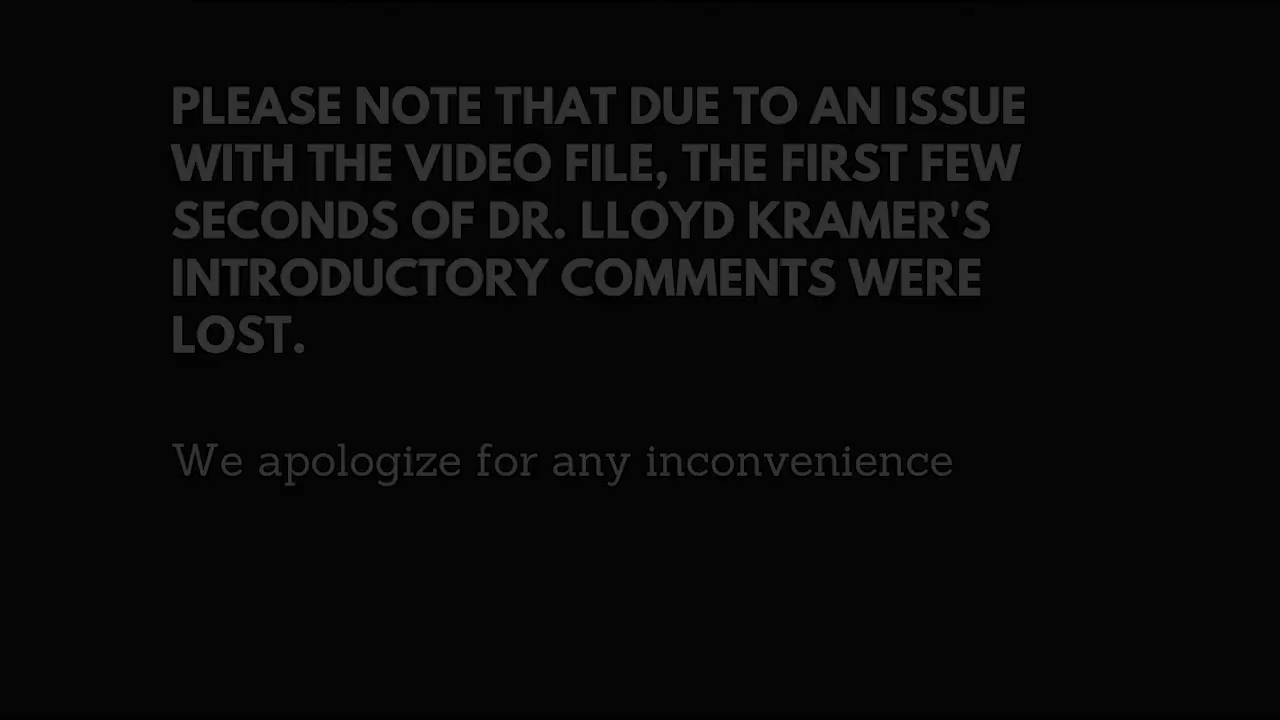 PLEASE NOTE THAT DUE TO AN ISSUE
WITH THE VIDEO FILE, THE FIRST FEW
SECONDS OF DR. LLOYD KRAMER'S
INTRODUCTORY COMMENTS WERE
LOST.
We apologize for any inconvenience